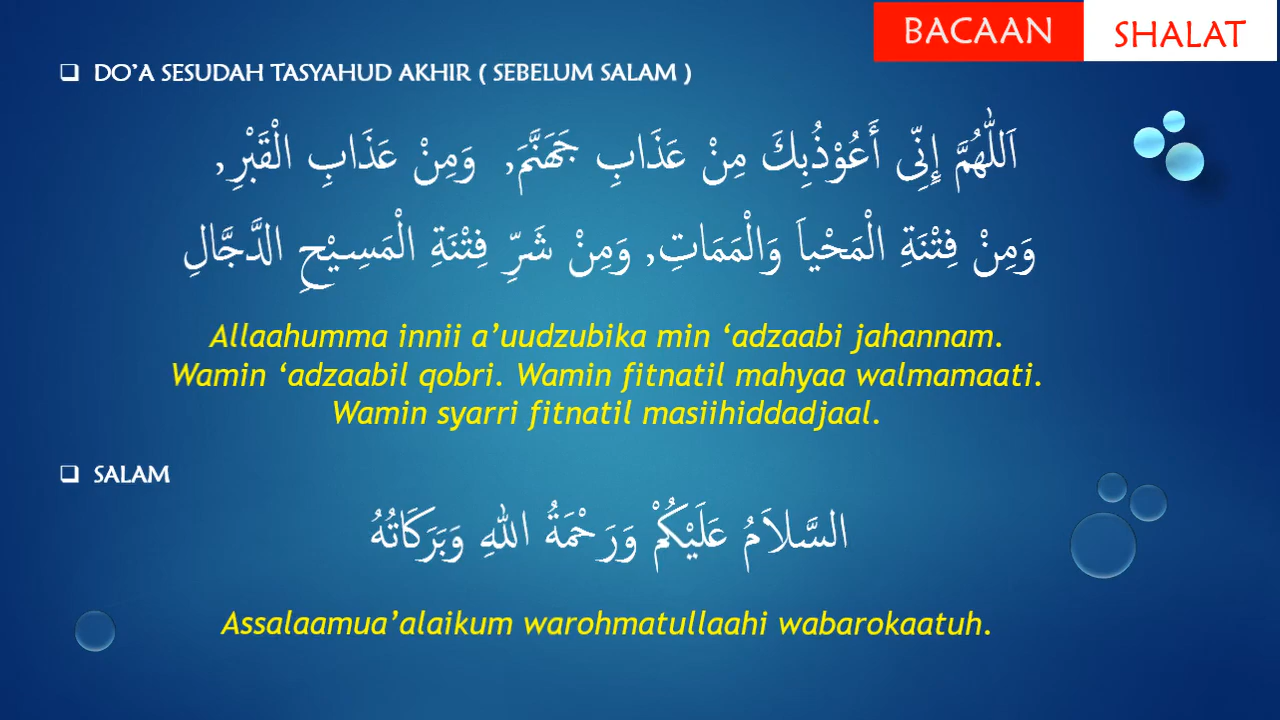 BACAAN SHALAT
❑ DO’A SESUDAH TASYAHUD AKHIR ( SEBELUM SALAM )
اَللّٰهُمَّ إِنِّى أَعُوْذُبِكَ مِنْ عَذَابِ جَهَنَّمَ, وَمِنْ عَذَابِ الْقَبْرِ,
وَمِنْ فِتْنَةِ الْمَحْياَ وَالْمَمَاتِ, وَمِنْ شَرِّ فِتْنَةِ الْمَسِيْحِ الدَّجَّالِ
Allaahumma innii a’uudzubika min ‘adzaabi jahannam.
Wamin ‘adzaabil qobri. Wamin fitnatil mahyaa walmamaati.
Wamin syarri fitnatil masiihiddadjaal.
❑ SALAM
السَّلاَمُ عَلَيْكُمْ وَرَحْمَةُ اللهِ وَبَرَكَاتُهُ
Assalaamua’alaikum warohmatullaahi wabarokaatuh.